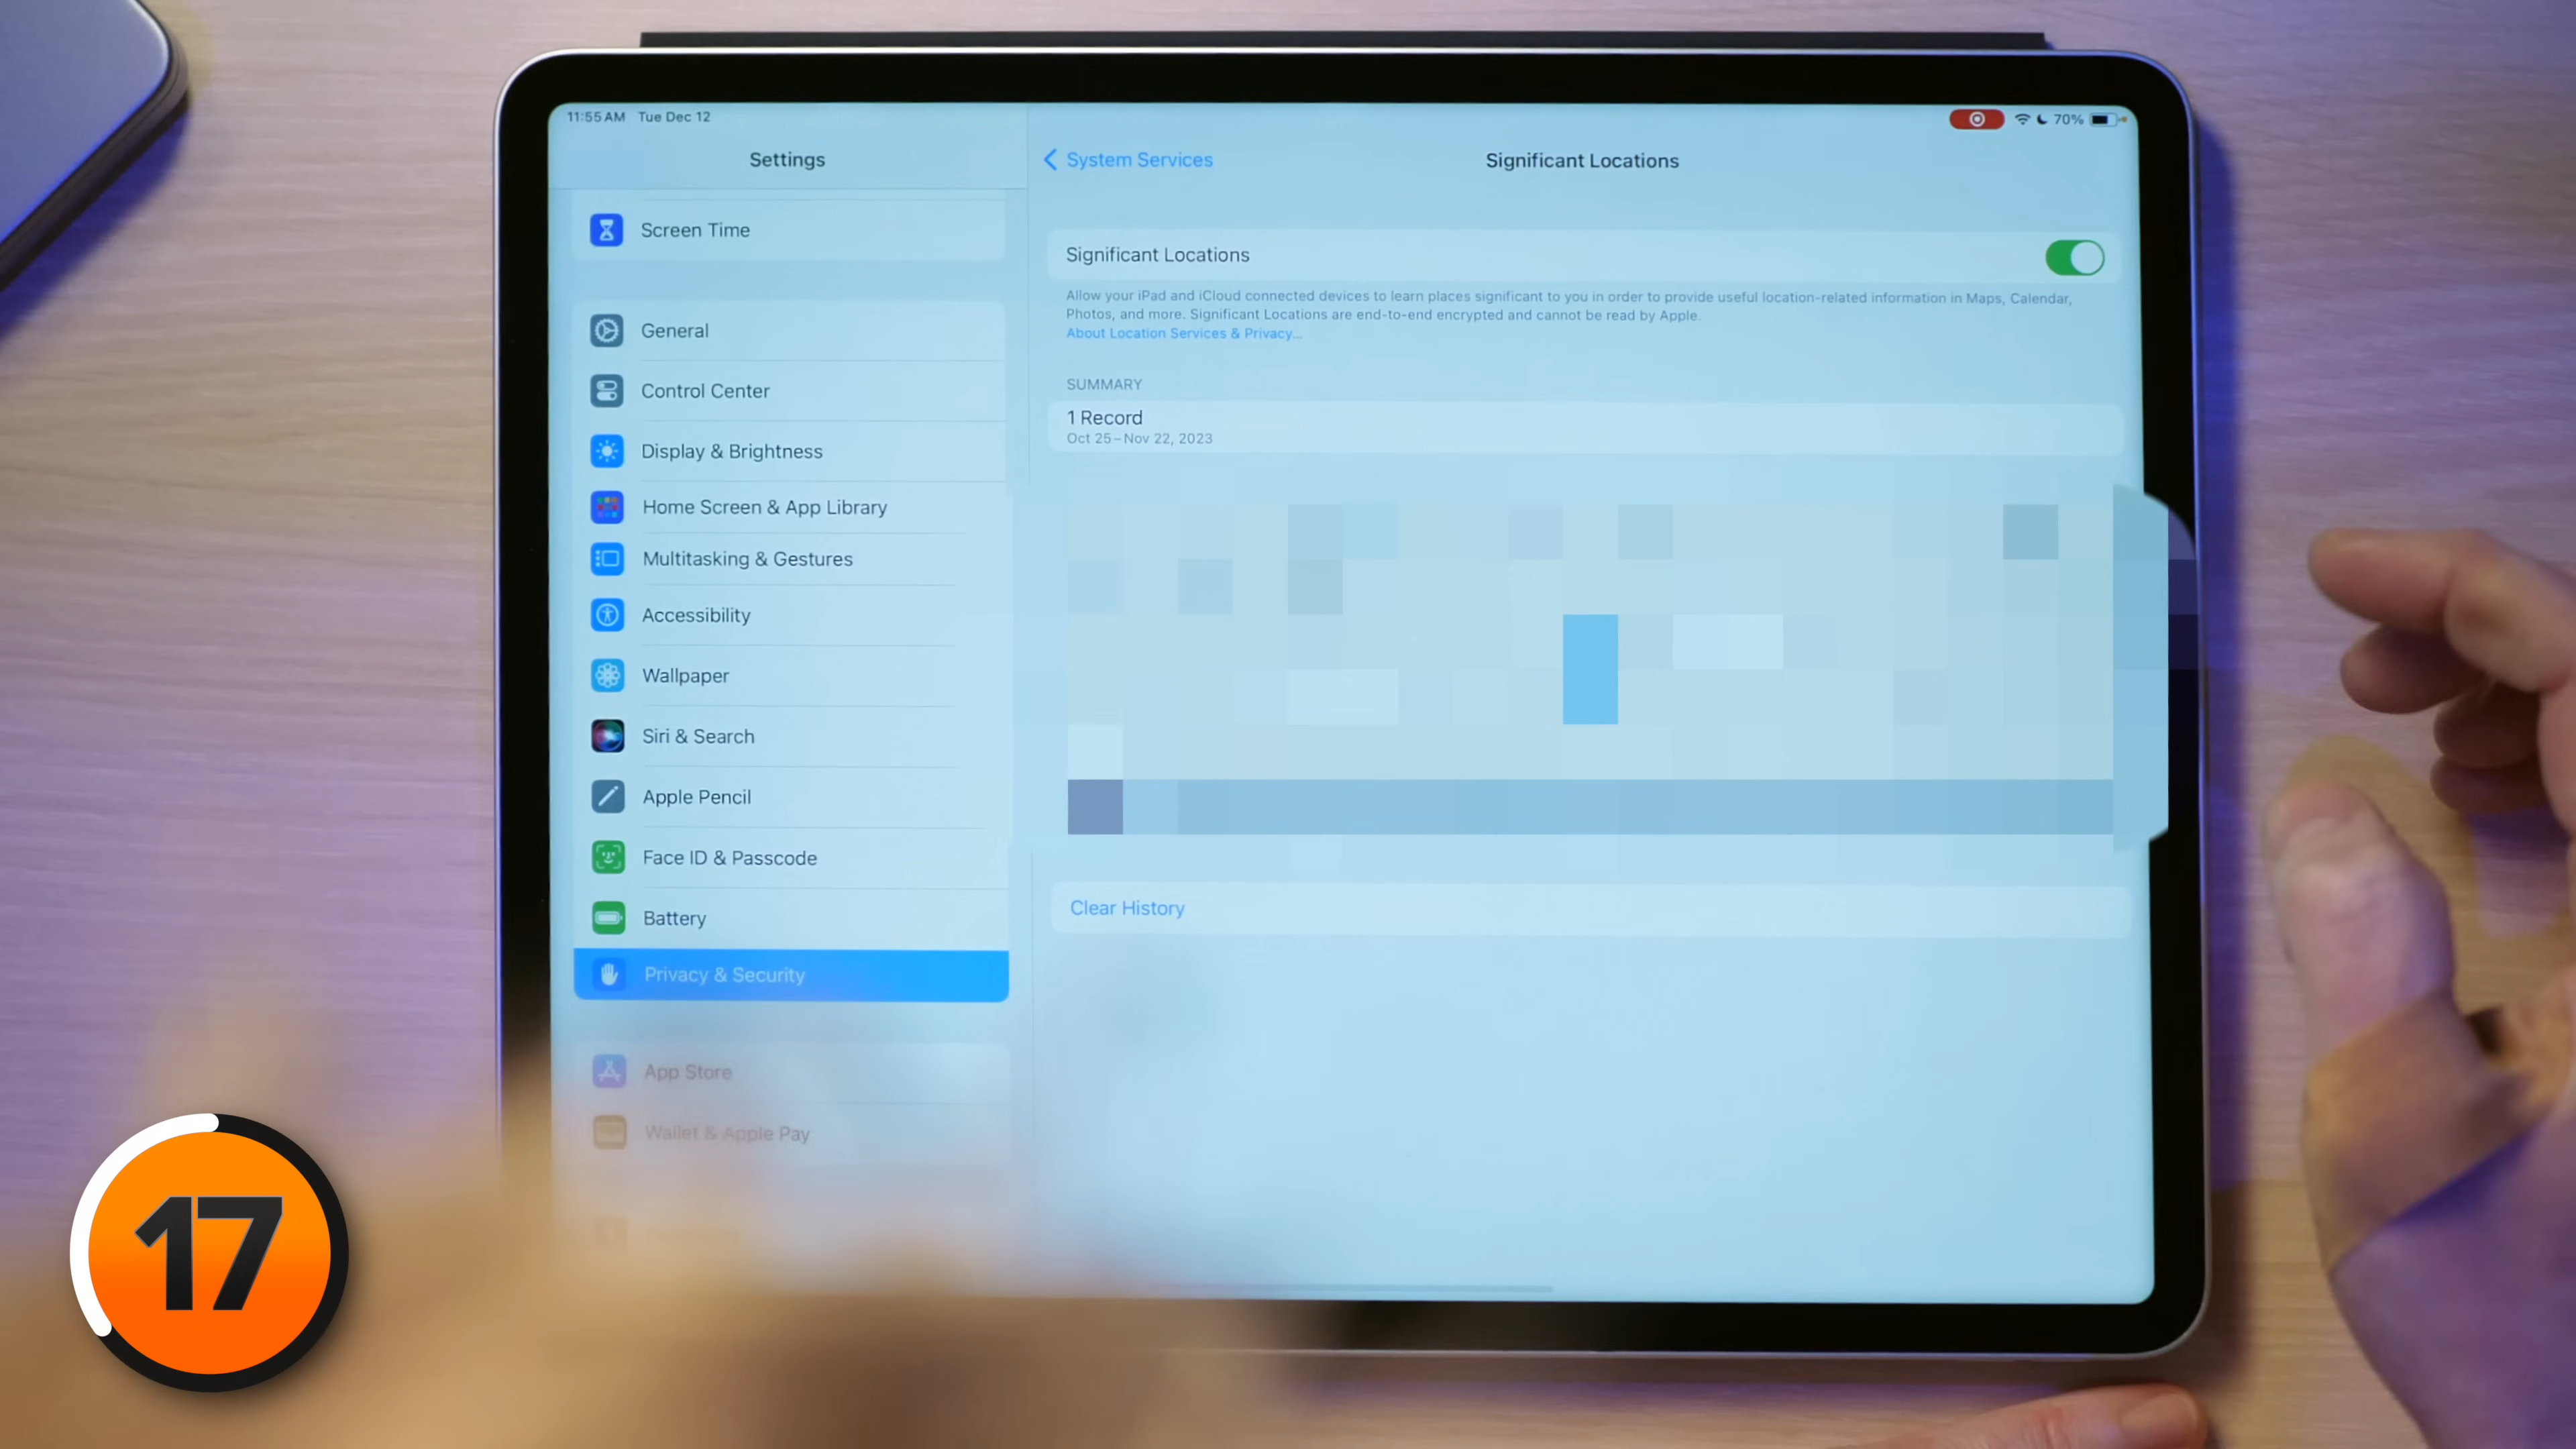 11:55 AM Tue Dec 12
70%
Settings
Screen Time
General
Control Center
Display & Brightness
Home Screen & App Library
Multitasking & Gestures
Accessibility
Wallpaper
Siri & Search
Apple Pencil
Face ID & Passcode
Battery
Privacy & Security
App Store
Wallet & Apple Pay
System Services
Significant Locations
Significant Locations
Allow your iPad and iCloud connected devices to learn places significant to you in order to provide useful location-related information in Maps, Calendar,
Photos, and more. Significant Locations are end-to-end encrypted and cannot be read by Apple.
About Location Services & Privacy...
SUMMARY
1 Record
Oct 25–Nov 22, 2023
Clear History
17